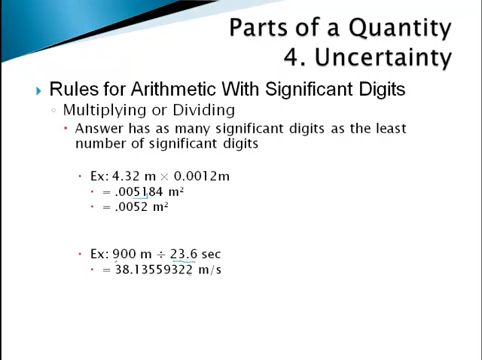 Parts of a Quantity
4. Uncertainty
Rules for Arithmetic With Significant Digits
Multiplying or Dividing
Answer has as many significant digits as the least
number of significant digits
Ex: 4.32 m × 0.0012m
= .005184 m²
= .0052 m²
Ex: 900 m ÷ 23.6 sec
= 38.13559322 m/s